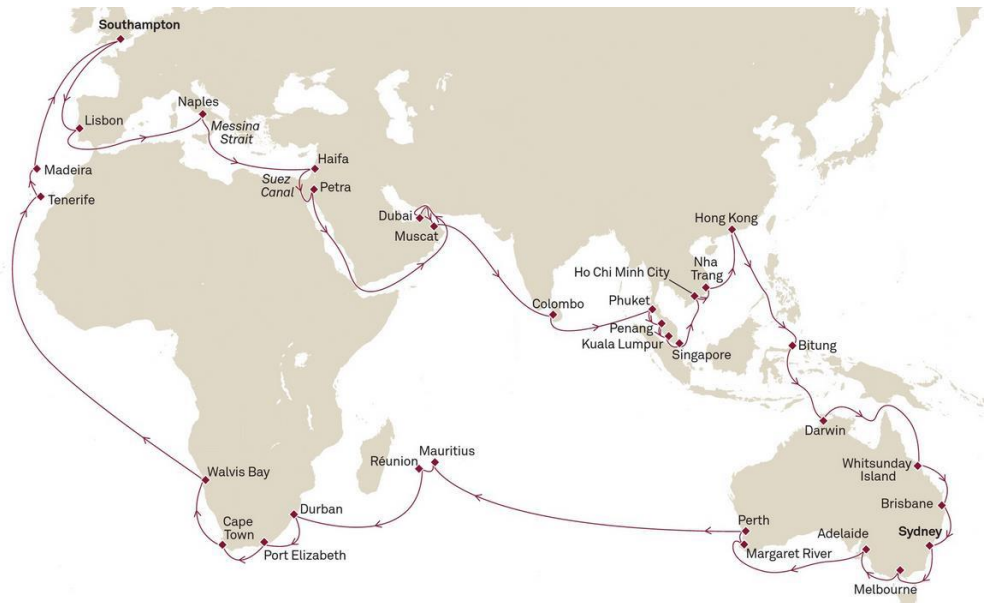 Southampton
Naples
Messina
Strait
Lisbon
Madeira
Tenerife
Haifa
Suez
Canal
Petra
Dubai
Muscat
Hong Kong
Ho Chi Minh City
Nha
Trang
Colombo
Phuket
Penang
Kuala Lumpur
Singapore
Bitung
Darwin
Whitsunday
Island
Brisbane
Sydney
Adelaide
Melbourne
Perth
Margaret River
Mauritius
Réunion
Durban
Port Elizabeth
Cape
Town
Walvis Bay